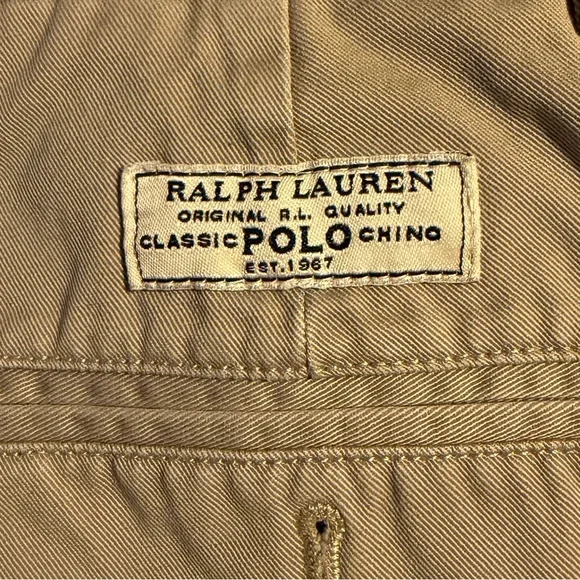 RALPH LAUREN
ORIGINAL R.L. QUALITY
CLASSIC POLO CHINO
EST. 1967